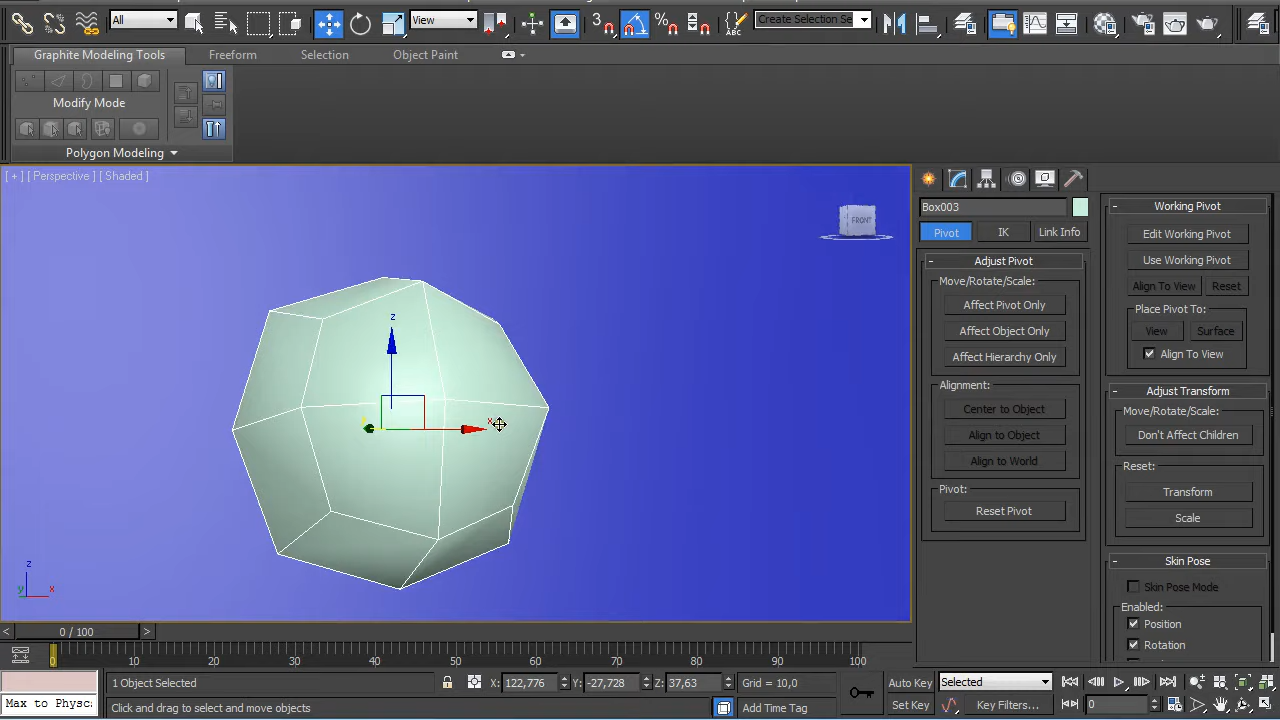 All
View
3
%
ABC
Create Selection Se
Graphite Modeling Tools
Freeform
Selection
Object Paint
Modify Mode
Polygon Modeling
[ + ] [ Perspective ] [ Shaded ]
FRONT
z
x
z
y
x
Box003
Pivot
IK
Link Info
- Adjust Pivot
Move/Rotate/Scale:
Affect Pivot Only
Affect Object Only
Affect Hierarchy Only
Alignment:
Center to Object
Align to Object
Align to World
Pivot:
Reset Pivot
- Working Pivot
Edit Working Pivot
Use Working Pivot
Align To View
Reset
Place Pivot To:
View
Surface
Align To View
- Adjust Transform
Move/Rotate/Scale:
Don't Affect Children
Reset:
Transform
Scale
- Skin Pose
Skin Pose Mode
Enabled:
Position
Rotation
< 0 / 100 >
0 10 20 30 40 50 60 70 80 90 100
1 Object Selected
X: 122,776
Y: -27,728
Z: 37,63
Grid = 10,0
Auto Key
Selected
Max to Physc
Click and drag to select and move objects
Add Time Tag
Set Key
Key Filters...
0